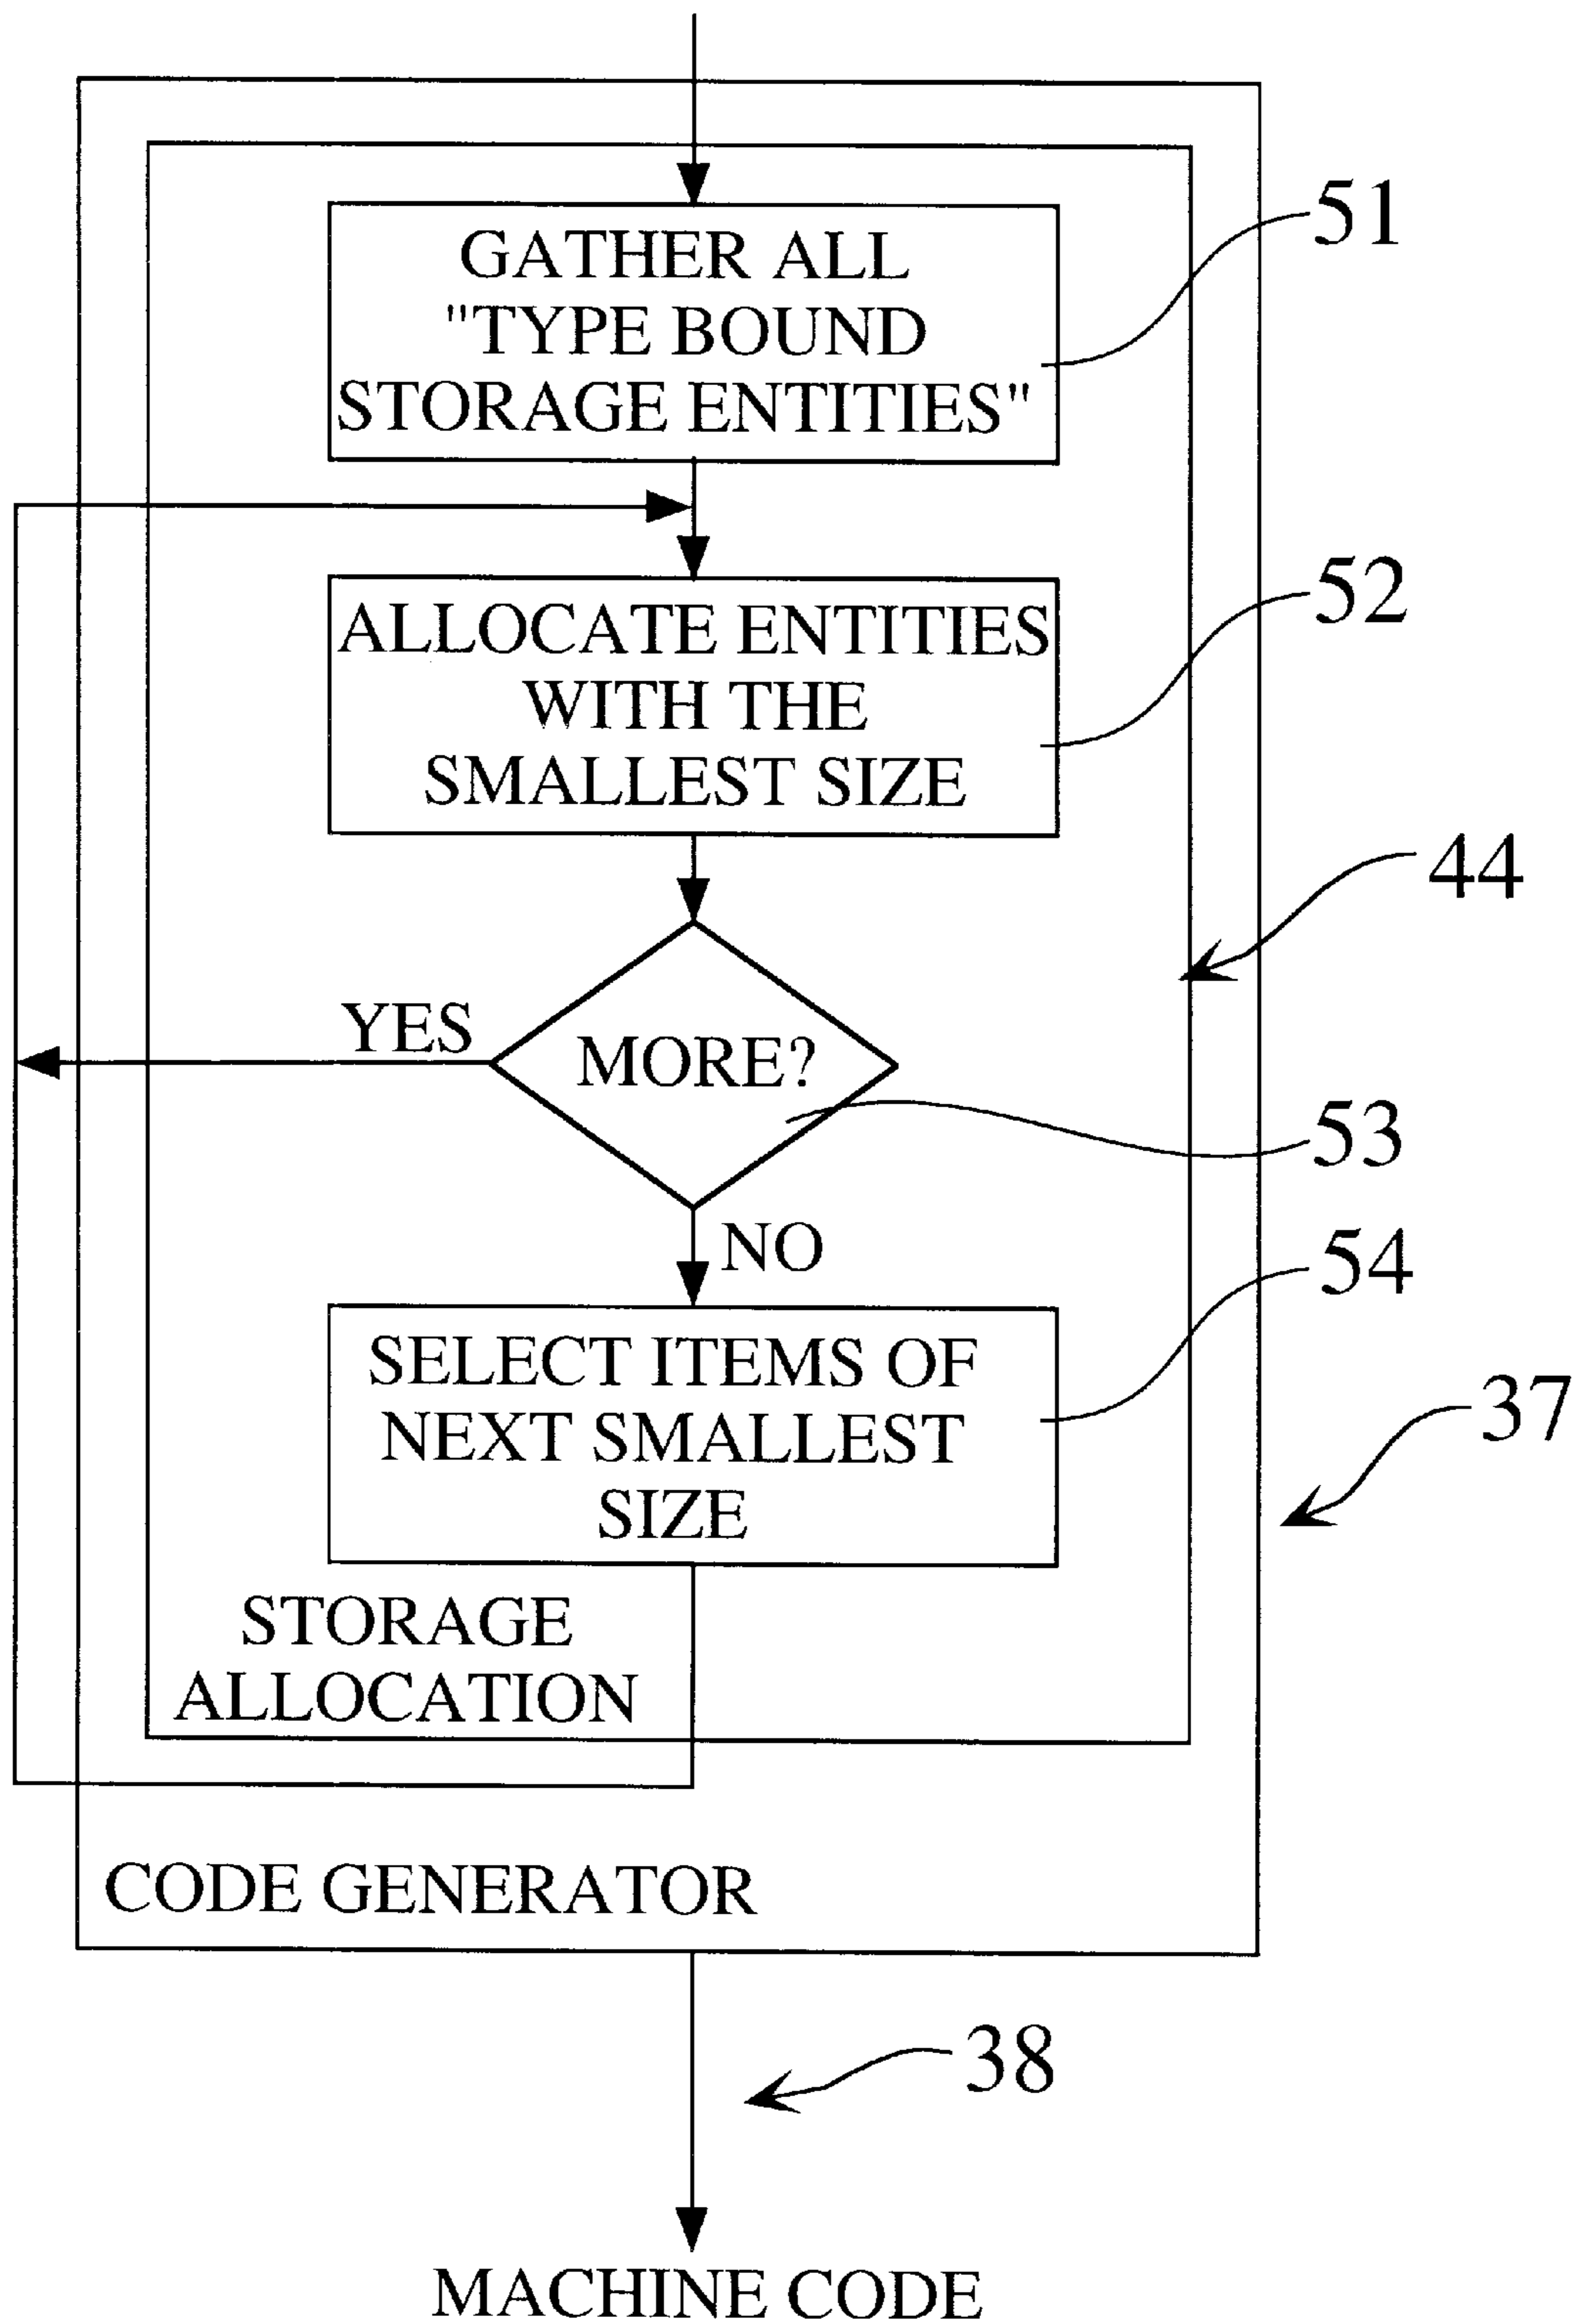 GATHER ALL
"TYPE BOUND
STORAGE ENTITIES"
51
ALLOCATE ENTITIES
WITH THE
SMALLEST SIZE
52
44
YES
MORE?
53
NO
54
SELECT ITEMS OF
NEXT SMALLEST
SIZE
37
STORAGE
ALLOCATION
CODE GENERATOR
38
MACHINE CODE